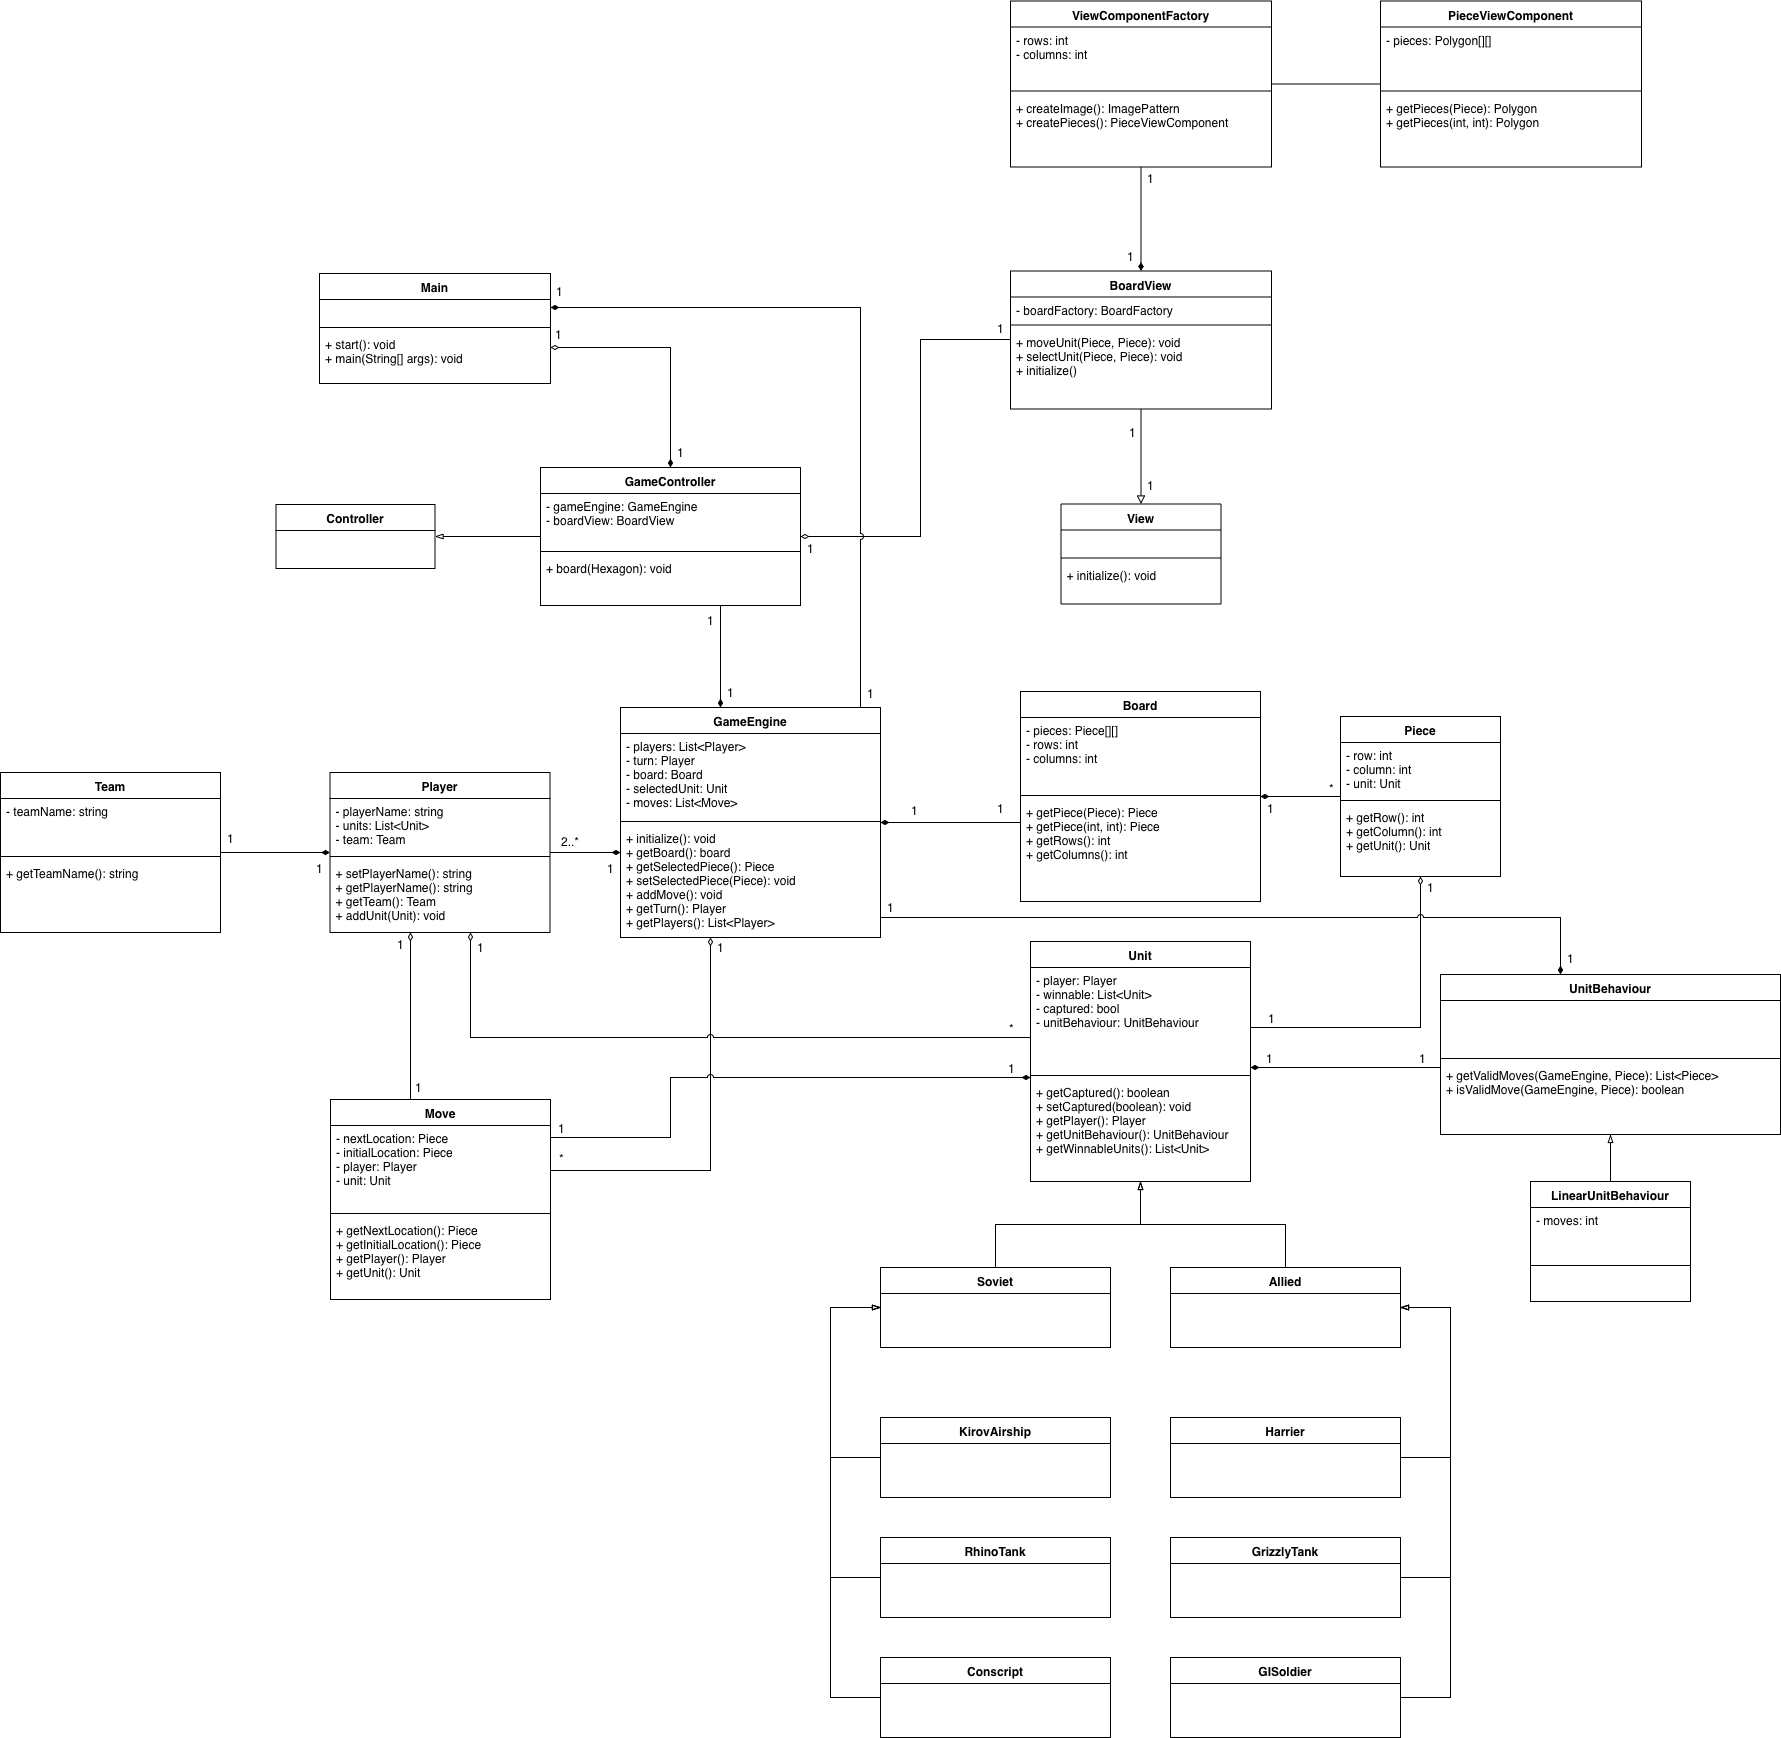 ViewComponentFactory
- rows: int
- columns: int
+ createImage(): ImagePattern
+ createPieces(): PieceViewComponent
PieceViewComponent
- pieces: Polygon[][]
+ getPieces(Piece): Polygon
+ getPieces(int, int): Polygon
1
1
Main
+ start(): void
+ main(String[] args): void
1
1
BoardView
- boardFactory: BoardFactory
+ moveUnit(Piece, Piece): void
+ selectUnit(Piece, Piece): void
+ initialize()
1
1
1
1
GameController
- gameEngine: GameEngine
- boardView: BoardView
+ board(Hexagon): void
1
Controller
View
+ initialize(): void
1
1
1
GameEngine
- players: List<Player>
- turn: Player
- board: Board
- selectedUnit: Unit
- moves: List<Move>
+ initialize(): void
+ getBoard(): board
+ getSelectedPiece(): Piece
+ setSelectedPiece(Piece): void
+ addMove(): void
+ getTurn(): Player
+ getPlayers(): List<Player>
Board
- pieces: Piece[][]
- rows: int
- columns: int
+ getPiece(Piece): Piece
+ getPiece(int, int): Piece
+ getRows(): int
+ getColumns(): int
Piece
- row: int
- column: int
- unit: Unit
+ getRow(): int
+ getColumn(): int
+ getUnit(): Unit
*
1
1
1
Team
- teamName: string
+ getTeamName(): string
1
1
Player
- playerName: string
- units: List<Unit>
- team: Team
+ setPlayerName(): string
+ getPlayerName(): string
+ getTeam(): Team
+ addUnit(Unit): void
2..*
1
1
1
1
1
1
1
Unit
- player: Player
- winnable: List<Unit>
- captured: bool
- unitBehaviour: UnitBehaviour
+ getCaptured(): boolean
+ setCaptured(boolean): void
+ getPlayer(): Player
+ getUnitBehaviour(): UnitBehaviour
+ getWinnableUnits(): List<Unit>
UnitBehaviour
+ getValidMoves(GameEngine, Piece): List<Piece>
+ isValidMove(GameEngine, Piece): boolean
1
*
1
1
1
1
Move
- nextLocation: Piece
- initialLocation: Piece
- player: Player
- unit: Unit
+ getNextLocation(): Piece
+ getInitialLocation(): Piece
+ getPlayer(): Player
+ getUnit(): Unit
1
*
LinearUnitBehaviour
- moves: int
Soviet
Allied
KirovAirship
Harrier
RhinoTank
GrizzlyTank
Conscript
GISoldier